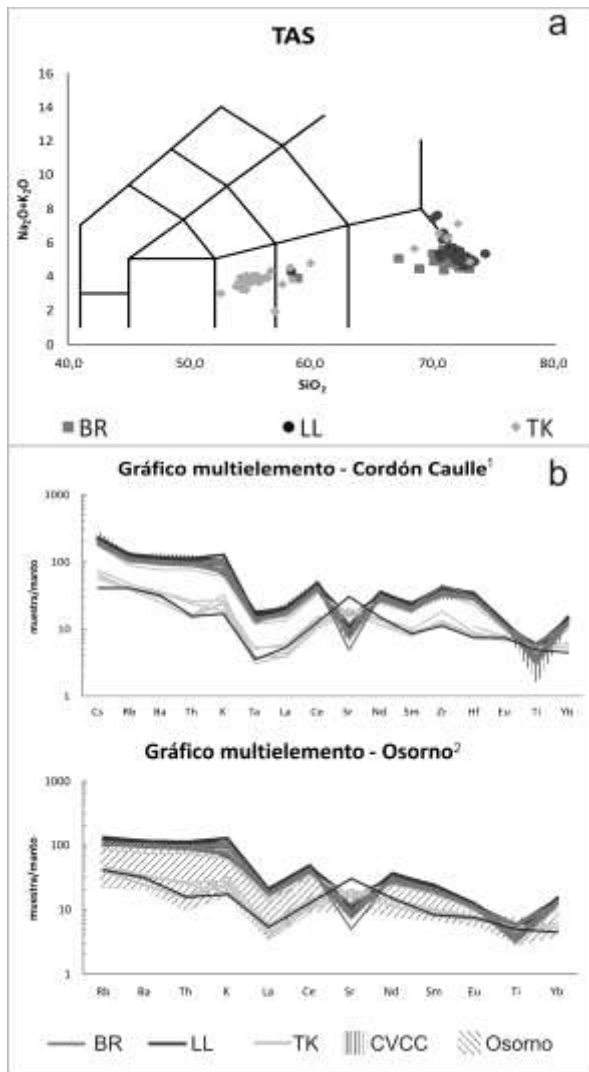 TAS
a
16
14
12
10
8
6
4
2
0
Na₂O+K₂O
40,0 50,0 60,0 70,0 80,0
SiO₂
BR LL TK
Gráfico multielemento - Cordón Caulle¹
b
1000
100
10
1
muestra/manto
Cs Rb Ba Th K Ta La Ce Sr Nd Sm Zr Hf Eu Ti Yb
Gráfico multielemento - Osorno²
1000
100
10
1
muestra/manto
Rb Ba Th K La Ce Sr Nd Sm Eu Ti Yb
BR LL TK CVCC Osorno